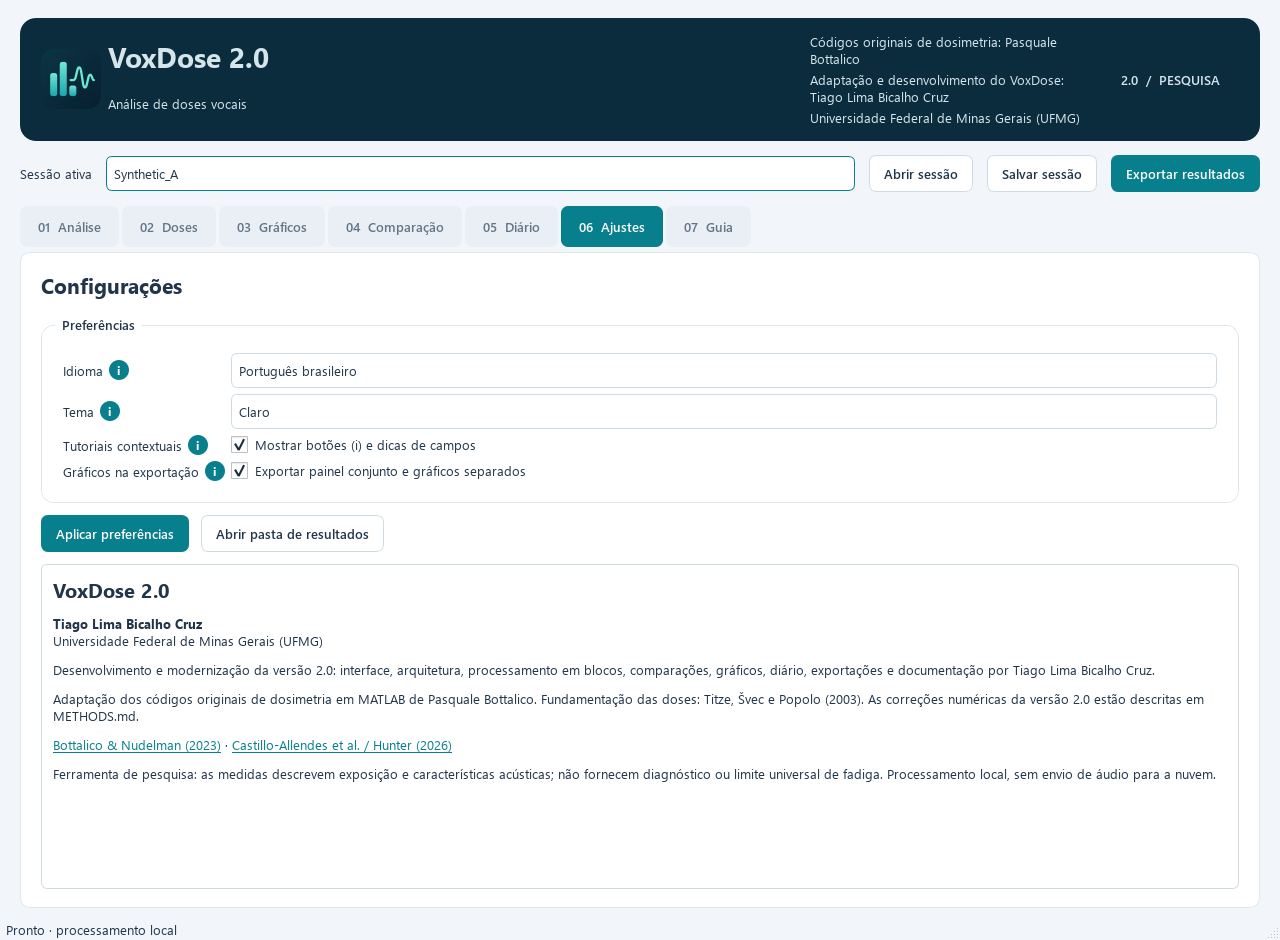 VoxDose 2.0
Análise de doses vocais
Códigos originais de dosimetria: Pasquale
Bottalico
Adaptação e desenvolvimento do VoxDose:
Tiago Lima Bicalho Cruz
Universidade Federal de Minas Gerais (UFMG)
2.0 / PESQUISA
Sessão ativa
Synthetic_A
Abrir sessão
Salvar sessão
Exportar resultados
01 Análise
02 Doses
03 Gráficos
04 Comparação
05 Diário
06 Ajustes
07 Guia
Configurações
Preferências
Idioma i
Português brasileiro
Tema i
Claro
Tutoriais contextuais i
Mostrar botões (i) e dicas de campos
Gráficos na exportação i
Exportar painel conjunto e gráficos separados
Aplicar preferências
Abrir pasta de resultados
VoxDose 2.0
Tiago Lima Bicalho Cruz
Universidade Federal de Minas Gerais (UFMG)
Desenvolvimento e modernização da versão 2.0: interface, arquitetura, processamento em blocos, comparações, gráficos, diário, exportações e documentação por Tiago Lima Bicalho Cruz.
Adaptação dos códigos originais de dosimetria em MATLAB de Pasquale Bottalico. Fundamentação das doses: Titze, Švec e Popolo (2003). As correções numéricas da versão 2.0 estão descritas em
METHODS.md.
Bottalico & Nudelman (2023) · Castillo-Allendes et al. / Hunter (2026)
Ferramenta de pesquisa: as medidas descrevem exposição e características acústicas; não fornecem diagnóstico ou limite universal de fadiga. Processamento local, sem envio de áudio para a nuvem.
Pronto · processamento local